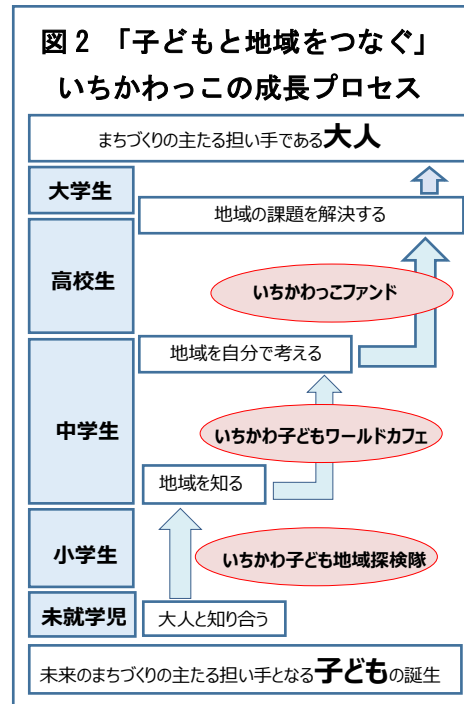 図2 「子どもと地域をつなぐ」
いちかわっこの成長プロセス
まちづくりの主たる担い手である大人
大学生
地域の課題を解決する
高校生
いちかわっこファンド
地域を自分で考える
中学生
いちかわ子どもワールドカフェ
地域を知る
小学生
いちかわ子ども地域探検隊
未就学児
大人と知り合う
未来のまちづくりの主たる担い手となる子どもの誕生